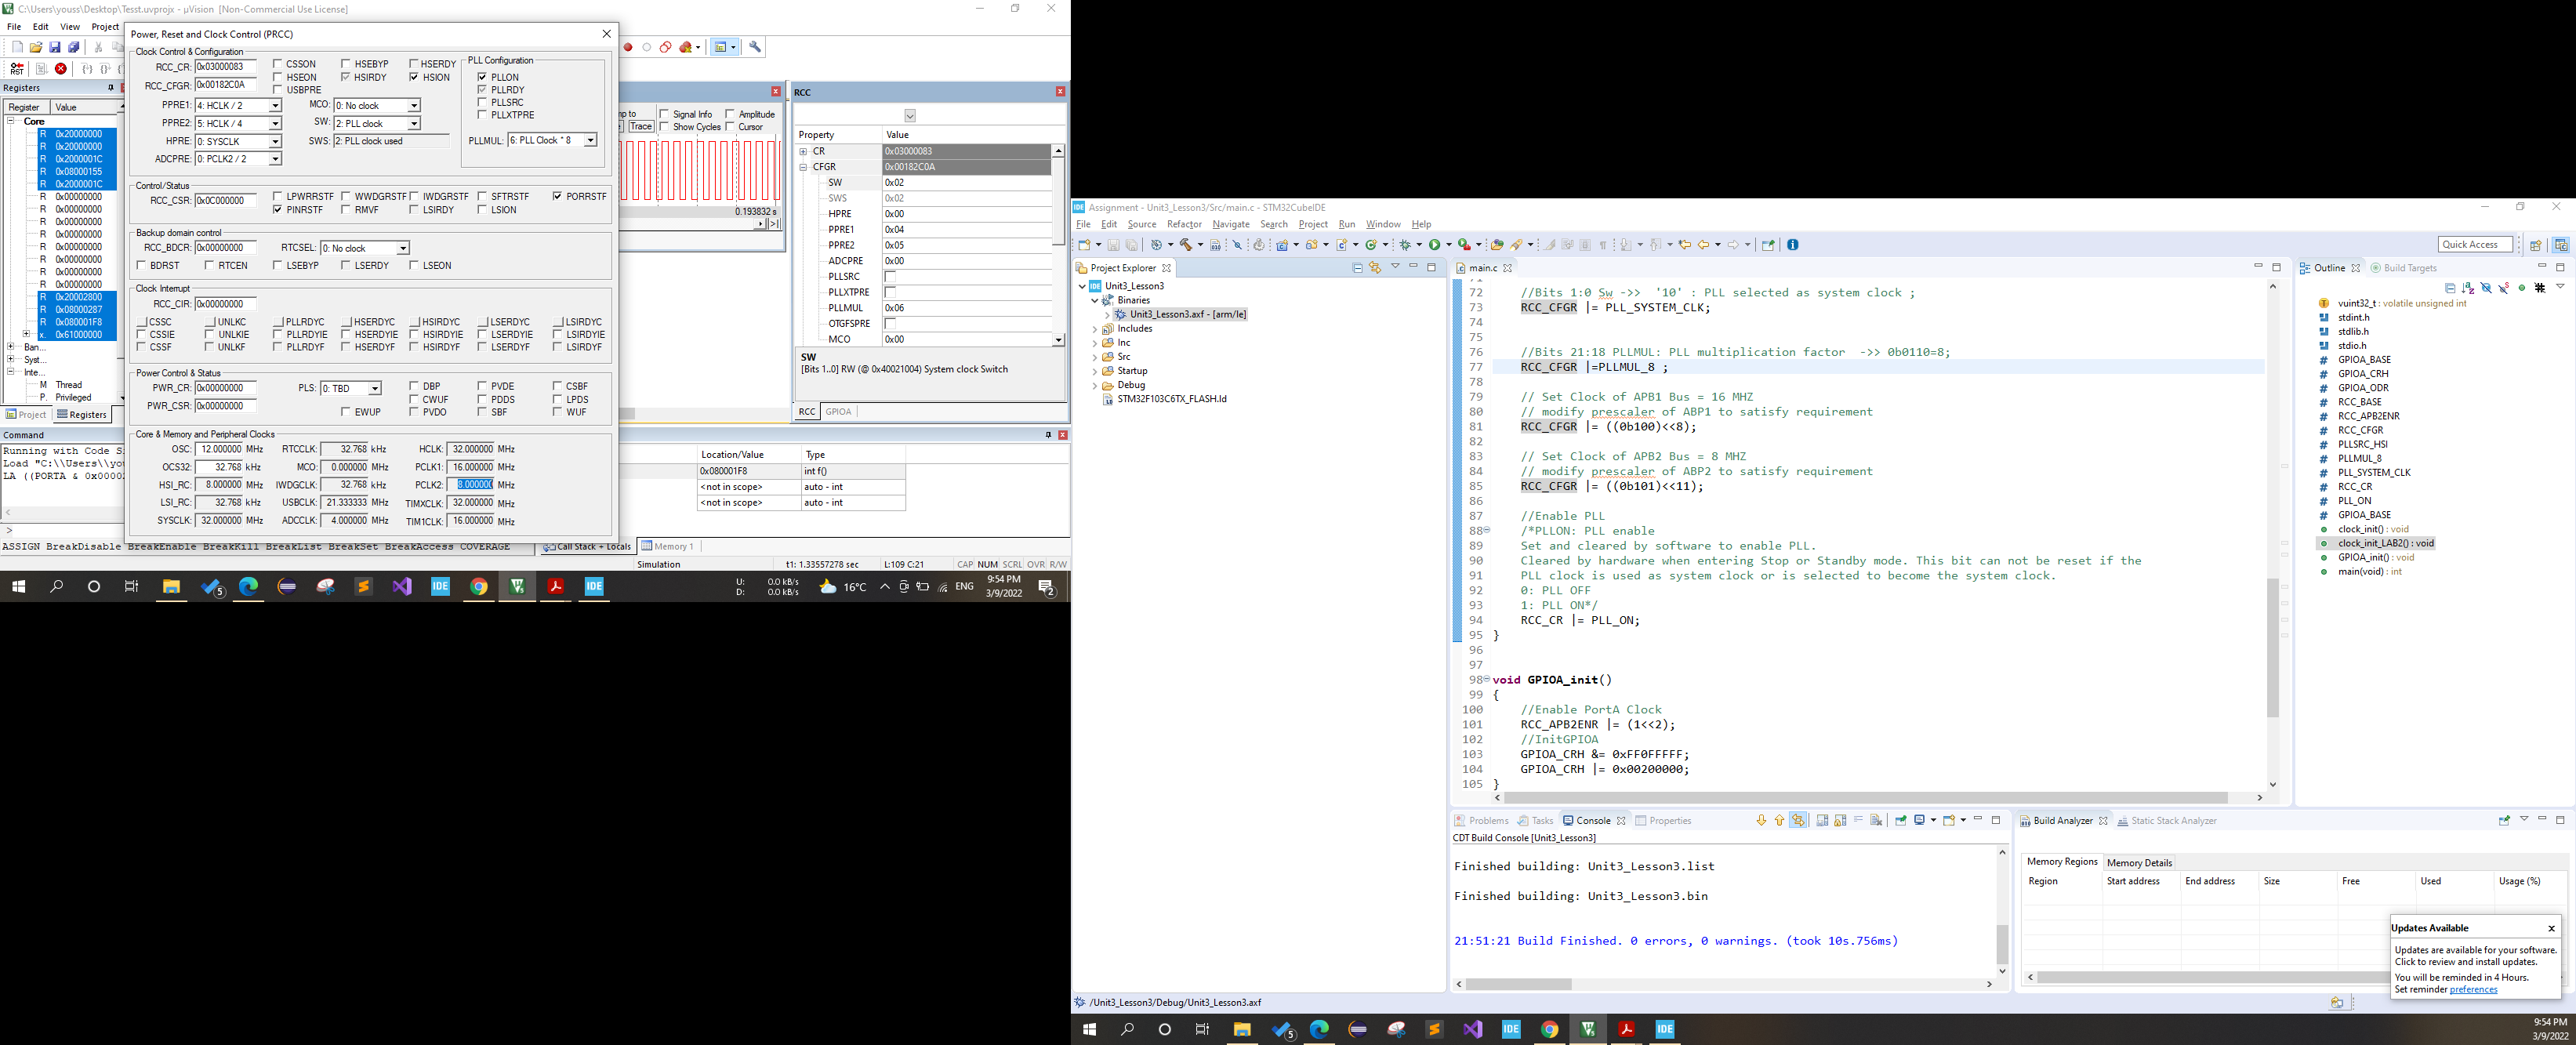 C:\Users\youss\Desktop\Tesst.uvprojx - µVision [Non-Commercial Use License]
File Edit View Project
Power, Reset and Clock Control (PRCC)
Clock Control & Configuration
RCC_CR: 0x03000083 CSSON HSEBYP HSERDY
HSEON HSIRDY HSION
RCC_CFGR: 0x00182C0A USBPRE
PPRE1: 4: HCLK / 2 MCO: 0: No clock
PPRE2: 5: HCLK / 4 SW: 2: PLL clock
HPRE: 0: SYSCLK SWS: 2: PLL clock used
ADCPRE: 0: PCLK2 / 2
PLL Configuration
PLLON
PLLRDY
PLLSRC
PLLXTPRE
PLLMUL: 6: PLL Clock * 8
Control/Status
RCC_CSR: 0x0C000000 LPWRRSTF WWDGRSTF IWDGRSTF SFTRSTF PORRSTF
PINRSTF RMVF LSIRDY LSION
Backup domain control
RCC_BDCR: 0x00000000 RTCSEL: 0: No clock
BDRST RTCEN LSEBYP LSERDY LSEON
Clock Interrupt
RCC_CIR: 0x00000000
CSSC UNLKC PLLRDYC HSERDYC HSIRDYC LSERDYC LSIRDYC
CSSIE UNLKIE PLLRDYIE HSERDYIE HSIRDYIE LSERDYIE LSIRDYIE
CSSF UNLKF PLLRDYF HSERDYF HSIRDYF LSERDYF LSIRDYF
Power Control & Status
PWR_CR: 0x00000000 PLS: 0: TBD DBP PVDE CSBF
CWUF PDDS LPDS
PWR_CSR: 0x00000000 EWUP PVDO SBF WUF
Core & Memory and Peripheral Clocks
OSC: 12.000000 MHz RTCCLK: 32.768 kHz HCLK: 32.000000 MHz
OCS32: 32.768 kHz MCO: 0.000000 MHz PCLK1: 16.000000 MHz
HSI_RC: 8.000000 MHz IWDGCLK: 32.768 kHz PCLK2: 8.000000 MHz
LSI_RC: 32.768 kHz USBCLK: 21.333333 MHz TIMXCLK: 32.000000 MHz
SYSCLK: 32.000000 MHz ADCCLK: 4.000000 MHz TIM1CLK: 16.000000 MHz
Registers
Register Value
Core
R 0x20000000
R 0x20000000
R 0x2000001C
R 0x08000155
R 0x2000001C
R 0x00000000
R 0x00000000
R 0x00000000
R 0x00000000
R 0x00000000
R 0x00000000
R 0x00000000
R 0x00000000
R 0x20002800
R 0x08000287
R 0x080001F8
x. 0x61000000
Ban...
Syst...
Inte...
M Thread
P. Privileged
Project Registers
Command
Running with Code Si
Load "C:\\Users\\you
LA ((PORTA & 0x0000
>
ASSIGN BreakDisable BreakEnable BreakKill BreakList BreakSet BreakAccess COVERAGE
mp to Signal Info Amplitude
Trace Show Cycles Cursor
0.193832 s
RCC
Property Value
CR 0x03000083
CFGR 0x00182C0A
SW 0x02
SWS 0x02
HPRE 0x00
PPRE1 0x04
PPRE2 0x05
ADCPRE 0x00
PLLSRC
PLLXTPRE
PLLMUL 0x06
OTGFSPRE
MCO 0x00
SW
[Bits 1..0] RW (@ 0x40021004) System clock Switch
RCC GPIOA
Location/Value Type
0x080001F8 int f()
<not in scope> auto - int
<not in scope> auto - int
Call Stack + Locals Memory 1
Simulation t1: 1.33557278 sec L:109 C:21 CAP NUM SCRL OVR R/W
5 IDE IDE U: 0.0 kB/s
D: 0.0 kB/s
16°C ENG 9:54 PM
3/9/2022 2
IDE Assignment - Unit3_Lesson3/Src/main.c - STM32CubeIDE
File Edit Source Refactor Navigate Search Project Run Window Help
Quick Access
Project Explorer
Unit3_Lesson3
Binaries
Unit3_Lesson3.axf - [arm/le]
Includes
Inc
Src
Startup
Debug
STM32F103C6TX_FLASH.ld
main.c
71
72 //Bits 1:0 Sw ->> '10' : PLL selected as system clock ;
73 RCC_CFGR |= PLL_SYSTEM_CLK;
74
75
76 //Bits 21:18 PLLMUL: PLL multiplication factor ->> 0b0110=8;
77 RCC_CFGR |=PLLMUL_8 ;
78
79 // Set Clock of APB1 Bus = 16 MHZ
80 // modify prescaler of ABP1 to satisfy requirement
81 RCC_CFGR |= ((0b100)<<8);
82
83 // Set Clock of APB2 Bus = 8 MHZ
84 // modify prescaler of ABP2 to satisfy requirement
85 RCC_CFGR |= ((0b101)<<11);
86
87 //Enable PLL
88 /*PLLON: PLL enable
89 Set and cleared by software to enable PLL.
90 Cleared by hardware when entering Stop or Standby mode. This bit can not be reset if the
91 PLL clock is used as system clock or is selected to become the system clock.
92 0: PLL OFF
93 1: PLL ON*/
94 RCC_CR |= PLL_ON;
95 }
96
97
98 void GPIOA_init()
99 {
100 //Enable PortA Clock
101 RCC_APB2ENR |= (1<<2);
102 //InitGPIOA
103 GPIOA_CRH &= 0xFF0FFFFF;
104 GPIOA_CRH |= 0x00200000;
105 }
Outline Build Targets
vuint32_t : volatile unsigned int
stdint.h
stdlib.h
stdio.h
GPIOA_BASE
GPIOA_CRH
GPIOA_ODR
RCC_BASE
RCC_APB2ENR
RCC_CFGR
PLLSRC_HSI
PLLMUL_8
PLL_SYSTEM_CLK
RCC_CR
PLL_ON
GPIOA_BASE
clock_init() : void
clock_init_LAB2() : void
GPIOA_init() : void
main(void) : int
Problems Tasks Console Properties
CDT Build Console [Unit3_Lesson3]
Finished building: Unit3_Lesson3.list
Finished building: Unit3_Lesson3.bin
21:51:21 Build Finished. 0 errors, 0 warnings. (took 10s.756ms)
Build Analyzer Static Stack Analyzer
Memory Regions Memory Details
Region Start address End address Size Free Used Usage (%)
Updates Available
Updates are available for your software.
Click to review and install updates.
You will be reminded in 4 Hours.
Set reminder preferences
/Unit3_Lesson3/Debug/Unit3_Lesson3.axf
5 IDE IDE 9:54 PM
3/9/2022